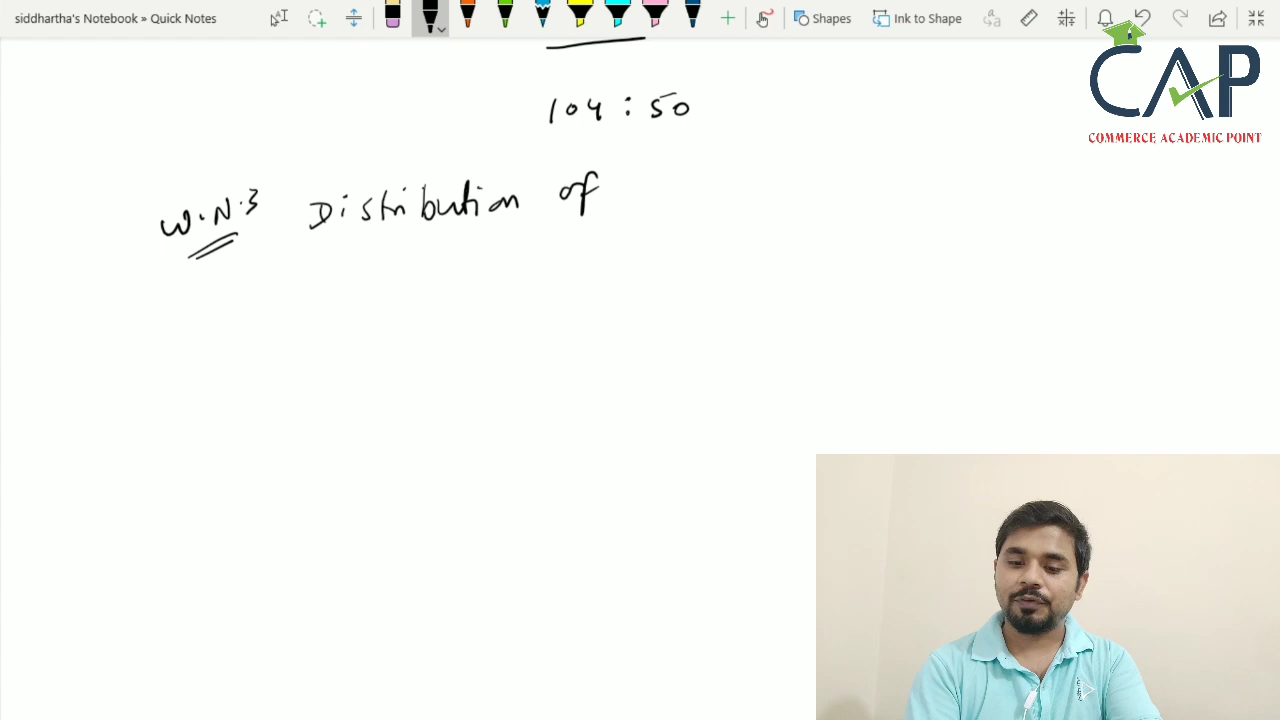 siddhartha's Notebook » Quick Notes
Shapes
Ink to Shape
CAP
COMMERCE ACADEMIC POINT
104 : 50
W.N.3 Distribution of